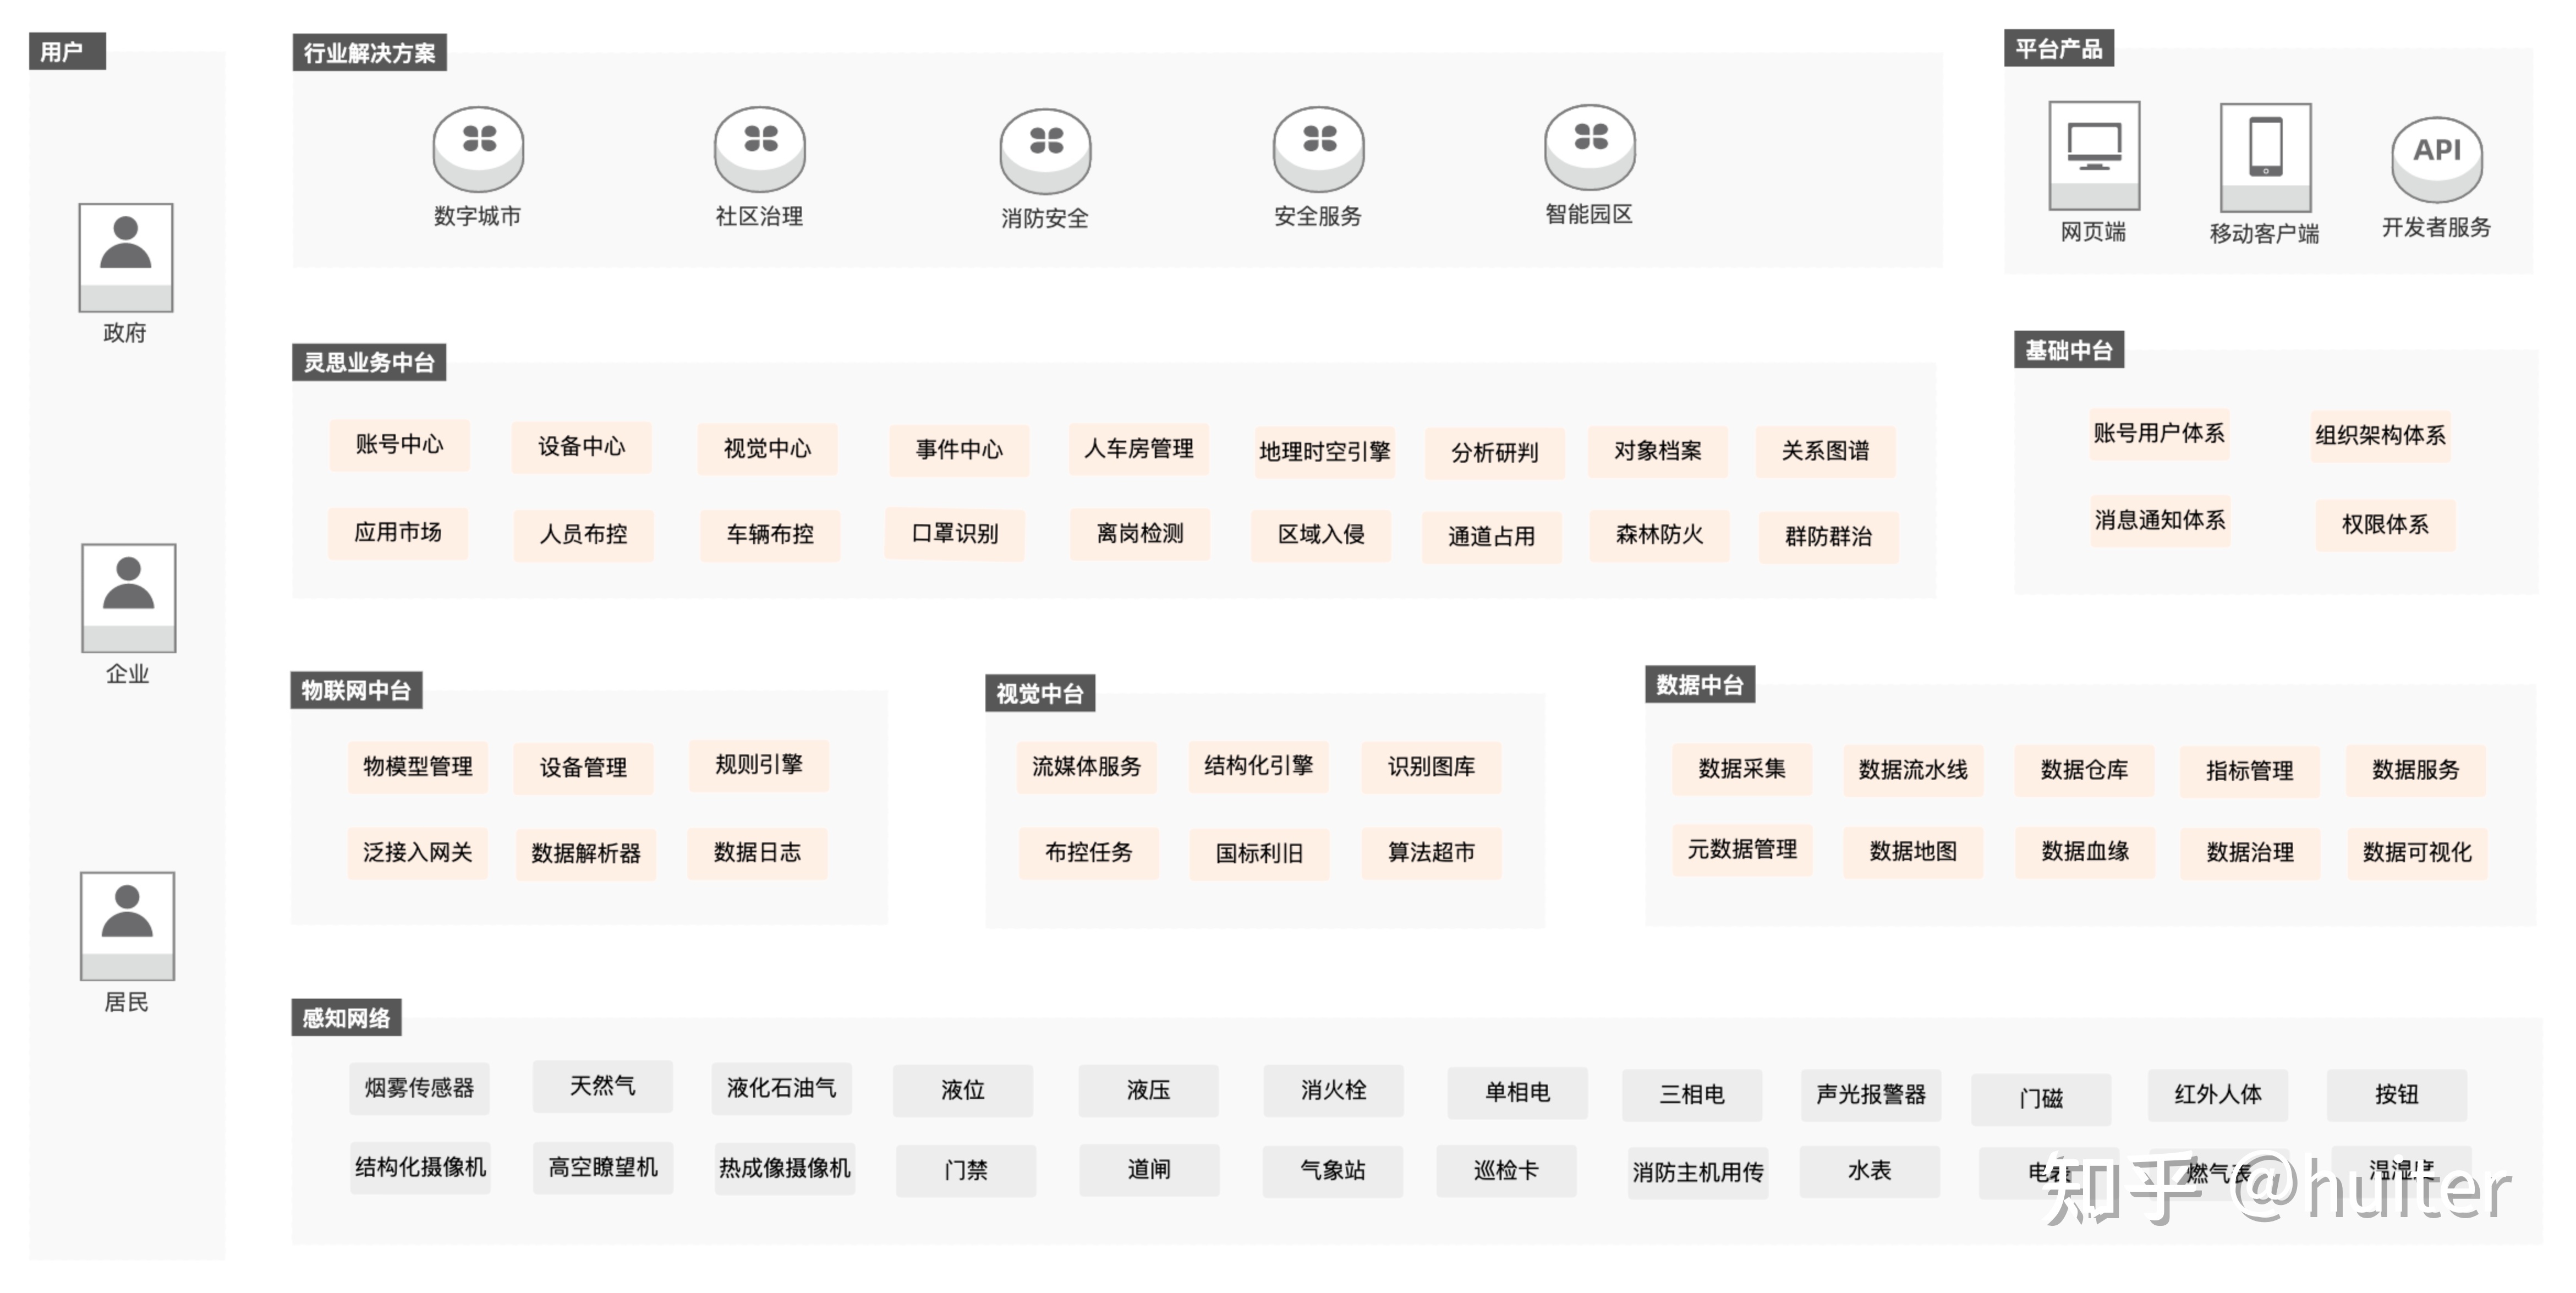 用户
政府
企业
居民
行业解决方案
数字城市
社区治理
消防安全
安全服务
智能园区
平台产品
网页端
移动客户端
API
开发者服务
灵思业务中台
账号中心 设备中心 视觉中心 事件中心 人车房管理 地理时空引擎 分析研判 对象档案 关系图谱
应用市场 人员布控 车辆布控 口罩识别 离岗检测 区域入侵 通道占用 森林防火 群防群治
基础中台
账号用户体系 组织架构体系
消息通知体系 权限体系
物联网中台
物模型管理 设备管理 规则引擎
泛接入网关 数据解析器 数据日志
视觉中台
流媒体服务 结构化引擎 识别图库
布控任务 国标利旧 算法超市
数据中台
数据采集 数据流水线 数据仓库 指标管理 数据服务
元数据管理 数据地图 数据血缘 数据治理 数据可视化
感知网络
烟雾传感器 天然气 液化石油气 液位 液压 消火栓 单相电 三相电 声光报警器 门磁 红外人体 按钮
结构化摄像机 高空瞭望机 热成像摄像机 门禁 道闸 气象站 巡检卡 消防主机用传 水表 电表 燃气表 温湿度
知乎 @huiter